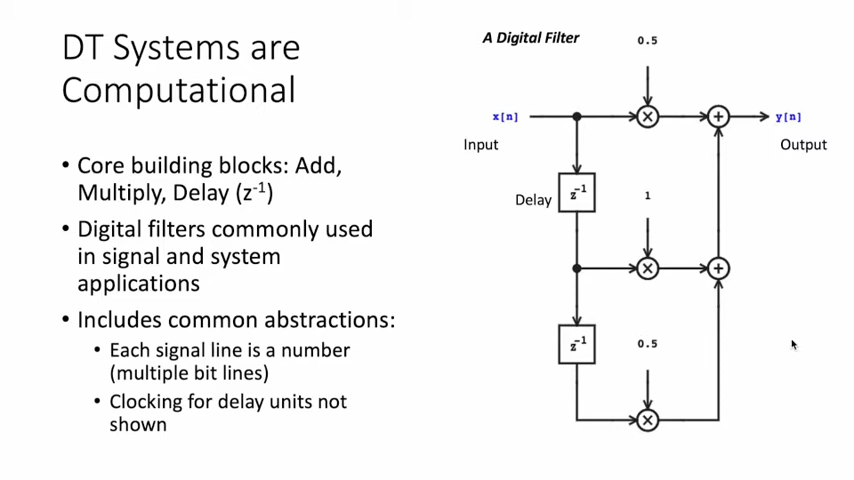 DT Systems are
Computational
• Core building blocks: Add,
Multiply, Delay (z⁻¹)
• Digital filters commonly used
in signal and system
applications
• Includes common abstractions:
• Each signal line is a number
(multiple bit lines)
• Clocking for delay units not
shown
A Digital Filter
0.5
x[n]
y[n]
Input
Output
Delay
z⁻¹
1
z⁻¹
0.5